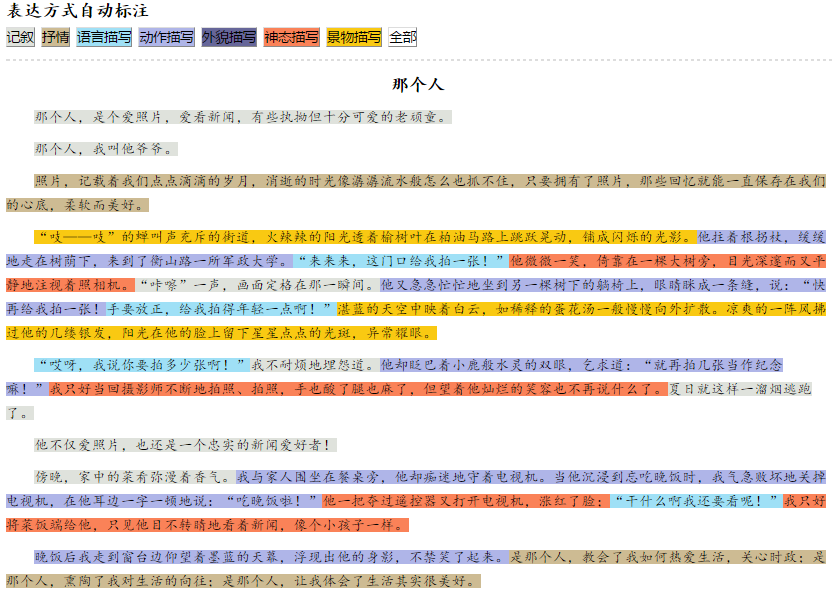 表达方式自动标注
记叙 抒情 语言描写 动作描写 外貌描写 神态描写 景物描写 全部
那个人
那个人，是个爱照片，爱看新闻，有些执拗但十分可爱的老顽童。
那个人，我叫他爷爷。
照片，记载着我们点点滴滴的岁月，消逝的时光像潺潺流水般怎么也抓不住，只要拥有了照片，那些回忆就能一直保存在我们
的心底，柔软而美好。
“吱——吱”的蝉叫声充斥的街道，火辣辣的阳光透着榆树叶在柏油马路上跳跃晃动，铺成闪烁的光影。他拄着根拐杖，缓缓
地走在树荫下，来到了衡山路一所军政大学。“来来来，这门口给我拍一张！”他微微一笑，倚靠在一棵大树旁，目光深邃而又平
静地注视着照相机。“咔嚓”一声，画面定格在那一瞬间。他又急急忙忙地坐到另一棵树下的躺椅上，眼睛眯成一条缝，说：“快
再给我拍一张！手要放正，给我拍得年轻一点啊！”湛蓝的天空中映着白云，如稀释的蛋花汤一般慢慢向外扩散。凉爽的一阵风拂
过他的几缕银发，阳光在他的脸上留下星星点点的光斑，异常耀眼。
“哎呀，我说你要拍多少张啊！”我不耐烦地埋怨道。他却眨巴着小鹿般水灵的双眼，乞求道：“就再拍几张当作纪念
嘛！”我只好当回摄影师不断地拍照、拍照，手也酸了腿也麻了，但望着他灿烂的笑容也不再说什么了。夏日就这样一溜烟逃跑
了。
他不仅爱照片，也还是一个忠实的新闻爱好者！
傍晚，家中的菜肴弥漫着香气。我与家人围坐在餐桌旁，他却痴迷地守着电视机。当他沉浸到忘吃晚饭时，我气急败坏地关掉
电视机，在他耳边一字一顿地说：“吃晚饭啦！”他一把夺过遥控器又打开电视机，涨红了脸：“干什么啊我还要看呢！”我只好
将菜饭端给他，只见他目不转睛地看着新闻，像个小孩子一样。
晚饭后我走到窗台边仰望着墨蓝的天幕，浮现出他的身影，不禁笑了起来。是那个人，教会了我如何热爱生活，关心时政；是
那个人，熏陶了我对生活的向往；是那个人，让我体会了生活其实很美好。